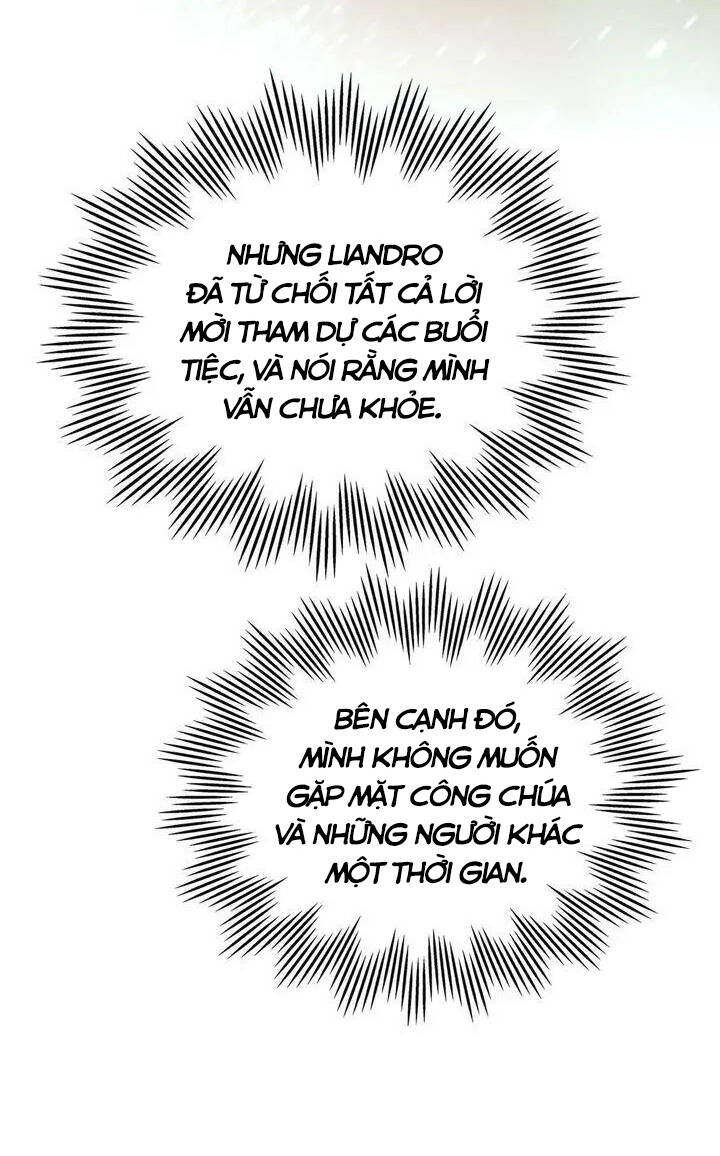 NHƯNG LIANDRO
ĐÃ TỪ CHỐI TẤT CẢ LỜI
MỜI THAM DỰ CÁC BUỔI
TIỆC, VÀ NÓI RẰNG MÌNH
VẪN CHƯA KHỎE.
BÊN CẠNH ĐÓ,
MÌNH KHÔNG MUỐN
GẶP MẶT CÔNG CHÚA
VÀ NHỮNG NGƯỜI KHÁC
MỘT THỜI GIAN.